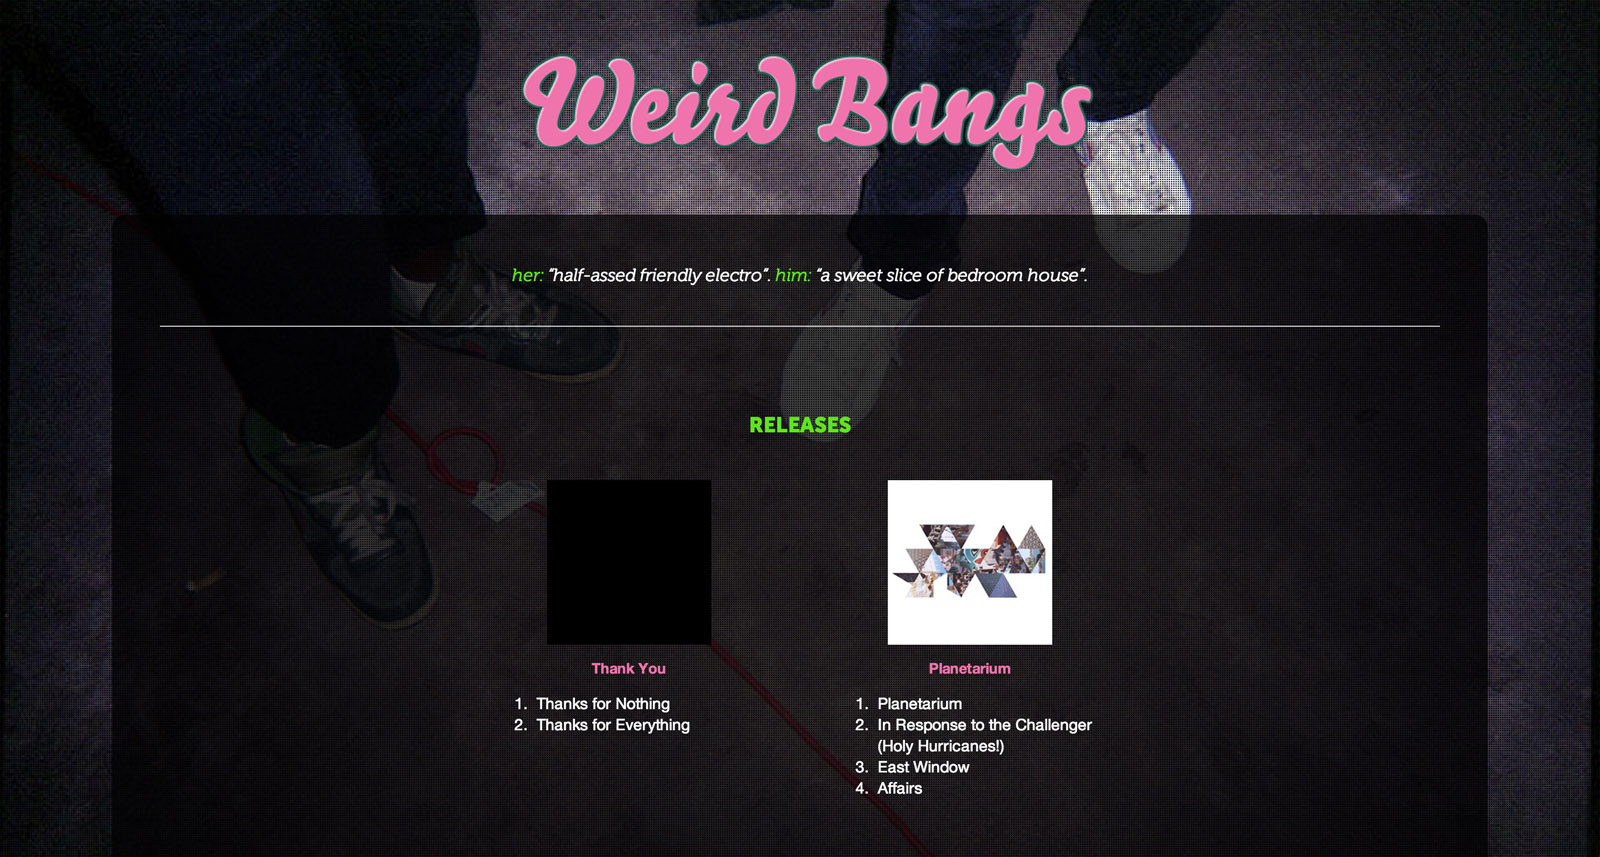 Weird Bangs
her: “half-assed friendly electro”. him: “a sweet slice of bedroom house”.
RELEASES
Thank You
1. Thanks for Nothing
2. Thanks for Everything
Planetarium
1. Planetarium
2. In Response to the Challenger
(Holy Hurricanes!)
3. East Window
4. Affairs